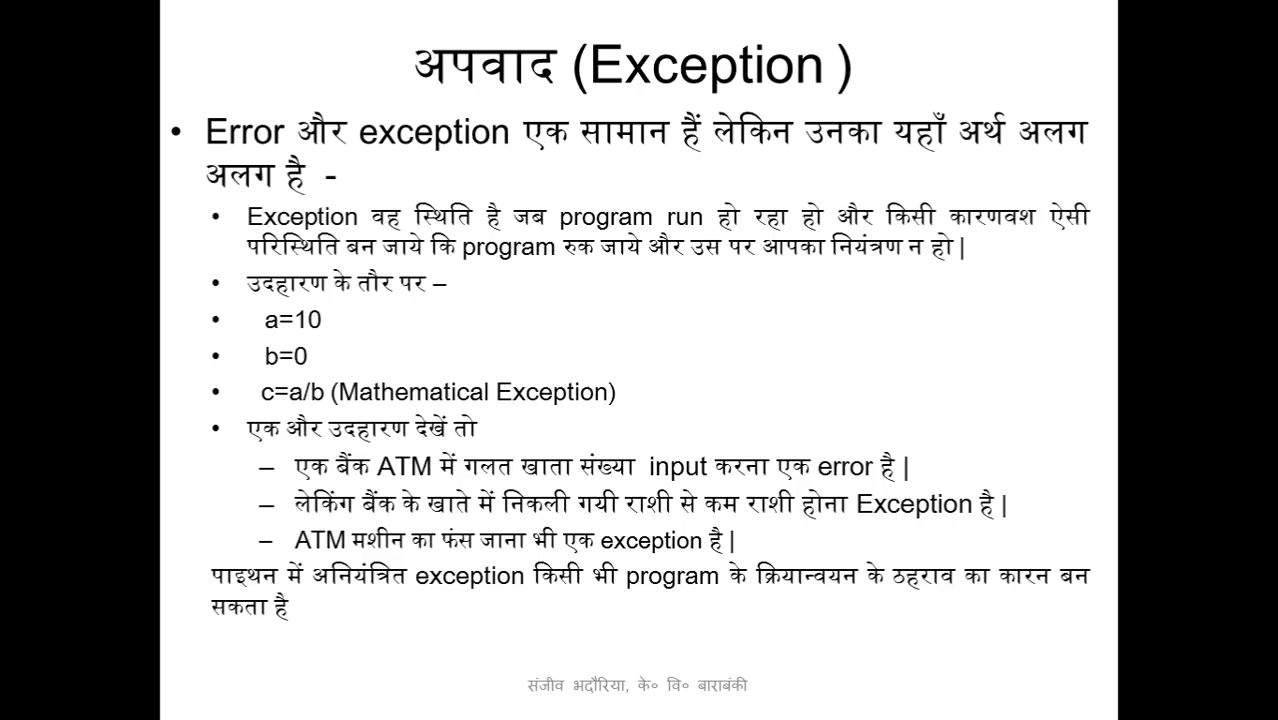 अपवाद (Exception )
• Error और exception एक सामान हैं लेकिन उनका यहाँ अर्थ अलग
अलग है -
• Exception वह स्थिति है जब program run हो रहा हो और किसी कारणवश ऐसी
परिस्थिति बन जाये कि program रुक जाये और उस पर आपका नियंत्रण न हो |
• उदहारण के तौर पर –
• a=10
• b=0
• c=a/b (Mathematical Exception)
• एक और उदहारण देखें तो
– एक बैंक ATM में गलत खाता संख्या input करना एक error है |
– लेकिंग बैंक के खाते में निकली गयी राशी से कम राशी होना Exception है |
– ATM मशीन का फंस जाना भी एक exception है |
पाइथन में अनियंत्रित exception किसी भी program के क्रियान्वयन के ठहराव का कारन बन
सकता है
संजीव भदौरिया, के० वि० बाराबंकी